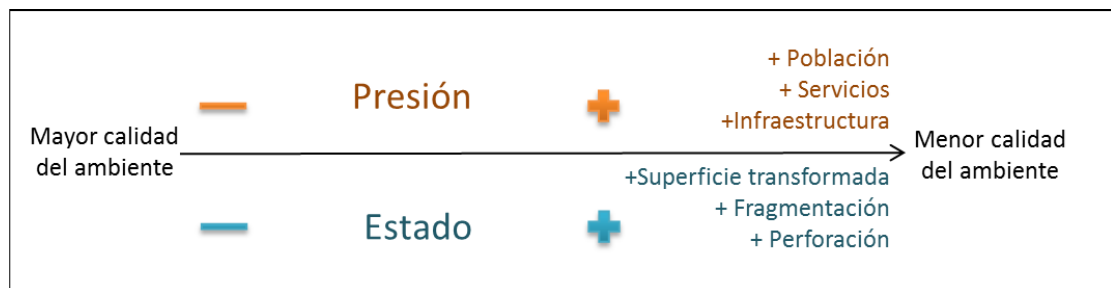 − Presión +
+ Población
+ Servicios
+Infraestructura
Mayor calidad
del ambiente
Menor calidad
del ambiente
− Estado +
+Superficie transformada
+ Fragmentación
+ Perforación